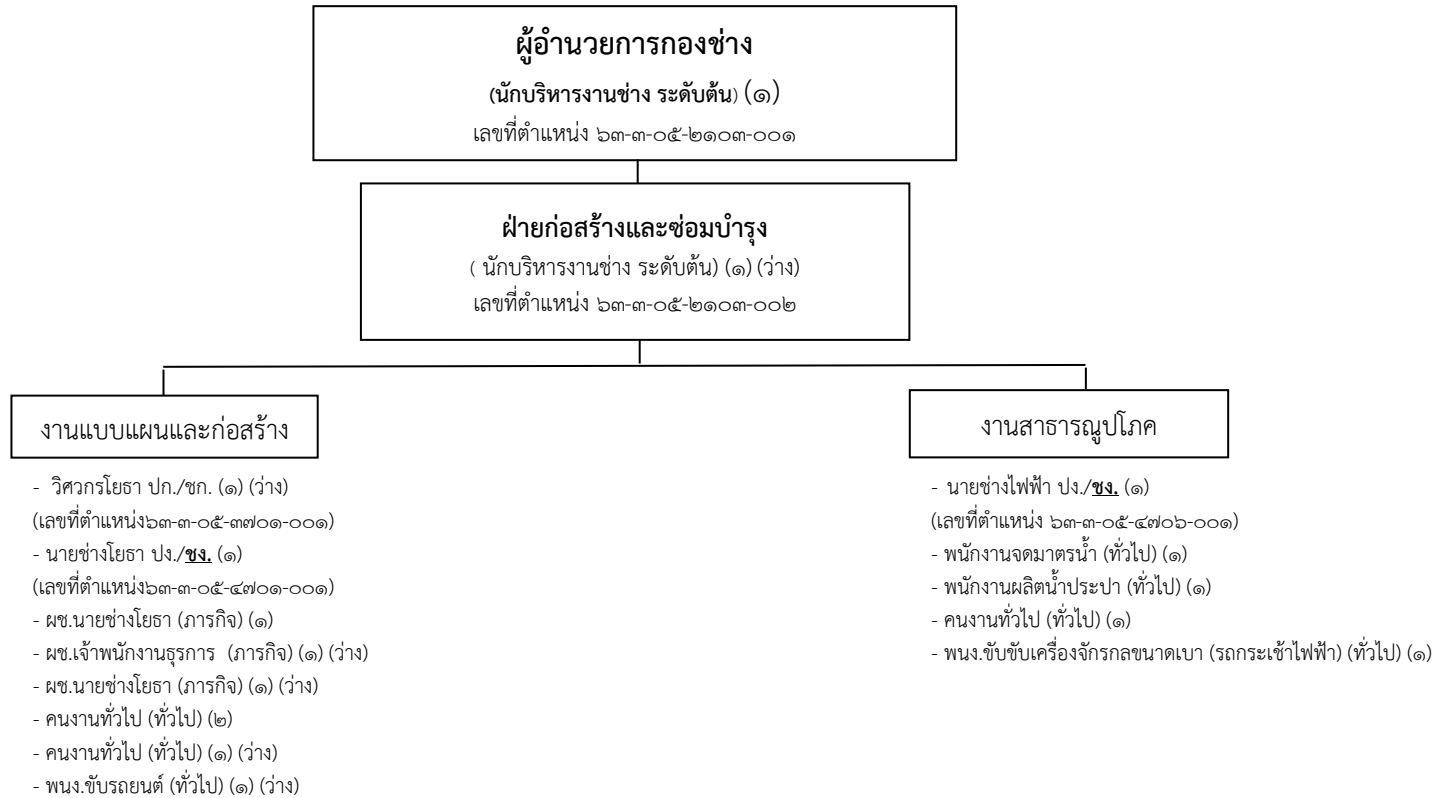 ผู้อำนวยการกองช่าง
(นักบริหารงานช่าง ระดับต้น) (๑)
เลขที่ตำแหน่ง ๖๓-๓-๐๕-๒๑๐๓-๐๐๑
ฝ่ายก่อสร้างและซ่อมบำรุง
( นักบริหารงานช่าง ระดับต้น) (๑) (ว่าง)
เลขที่ตำแหน่ง ๖๓-๓-๐๕-๒๑๐๓-๐๐๒
งานแบบแผนและก่อสร้าง
- วิศวกรโยธา ปก./ชก. (๑) (ว่าง)
(เลขที่ตำแหน่ง๖๓-๓-๐๕-๓๗๐๑-๐๐๑)
- นายช่างโยธา ปง./ชง. (๑)
(เลขที่ตำแหน่ง๖๓-๓-๐๕-๔๗๐๑-๐๐๑)
- ผช.นายช่างโยธา (ภารกิจ) (๑)
- ผช.เจ้าพนักงานธุรการ (ภารกิจ) (๑) (ว่าง)
- ผช.นายช่างโยธา (ภารกิจ) (๑) (ว่าง)
- คนงานทั่วไป (ทั่วไป) (๒)
- คนงานทั่วไป (ทั่วไป) (๑) (ว่าง)
- พนง.ขับรถยนต์ (ทั่วไป) (๑) (ว่าง)
งานสาธารณูปโภค
- นายช่างไฟฟ้า ปง./ชง. (๑)
(เลขที่ตำแหน่ง ๖๓-๓-๐๕-๔๗๐๖-๐๐๑)
- พนักงานจดมาตรน้ำ (ทั่วไป) (๑)
- พนักงานผลิตน้ำประปา (ทั่วไป) (๑)
- คนงานทั่วไป (ทั่วไป) (๑)
- พนง.ขับขับเครื่องจักรกลขนาดเบา (รถกระเช้าไฟฟ้า) (ทั่วไป) (๑)